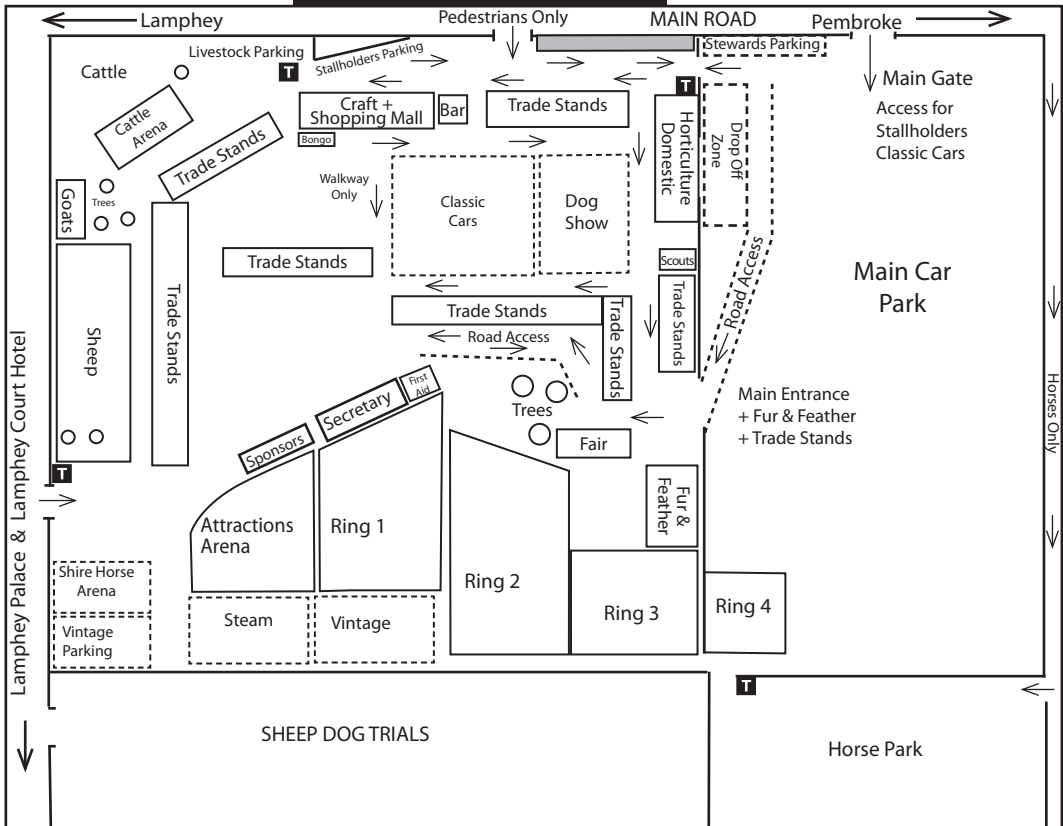 Lamphey
Pedestrians Only
MAIN ROAD
Pembroke
Livestock Parking
Stallholders Parking
Stewards Parking
Cattle
T
T
Main Gate
Access for
Stallholders
Classic Cars
Craft +
Shopping Mall
Bar
Trade Stands
Horticulture
Domestic
Drop Off
Zone
Cattle
Arena
Trade Stands
Bongo
Walkway
Only
Classic
Cars
Dog
Show
Goats
Trees
Trade Stands
Scouts
Road Access
Main Car
Park
Sheep
Trade Stands
Trade Stands
Trade Stands
Trade Stands
Road Access
Horses Only
Lamphey Palace & Lamphey Court Hotel
First
Aid
Secretary
Sponsors
Trees
Fair
Main Entrance
+ Fur & Feather
+ Trade Stands
T
Fur &
Feather
Attractions
Arena
Ring 1
Ring 2
Ring 3
Ring 4
Shire Horse
Arena
Vintage
Parking
Steam
Vintage
T
SHEEP DOG TRIALS
Horse Park